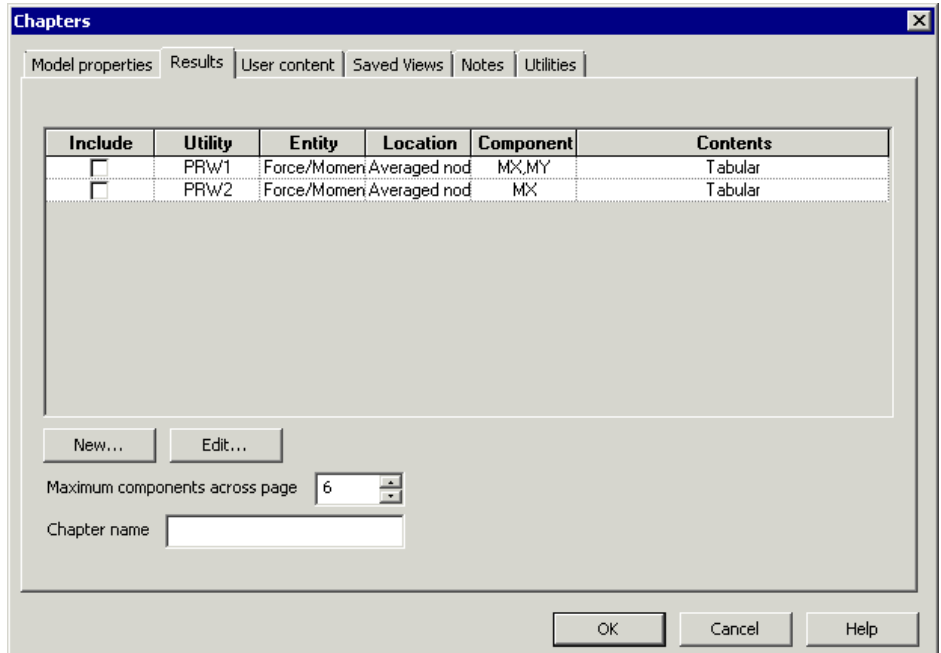 Chapters
Model properties Results User content Saved Views Notes Utilities
Include Utility Entity Location Component Contents
PRW1 Force/Momen Averaged nod MX,MY Tabular
PRW2 Force/Momen Averaged nod MX Tabular
New... Edit...
Maximum components across page 6
Chapter name
OK Cancel Help